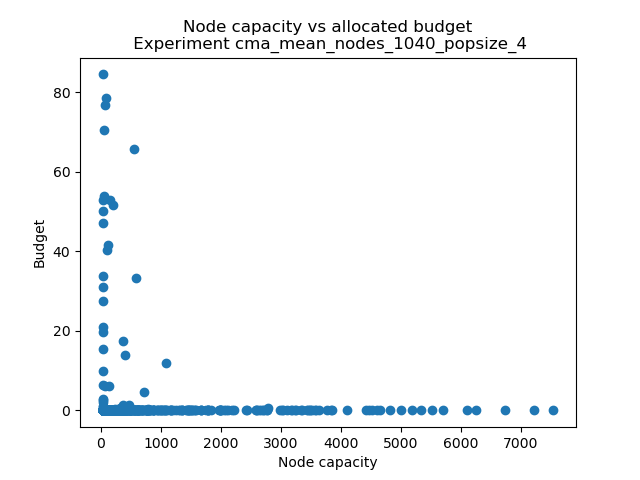 Node capacity vs allocated budget
Experiment cma_mean_nodes_1040_popsize_4
80
60
40
20
0
Budget
0 1000 2000 3000 4000 5000 6000 7000
Node capacity